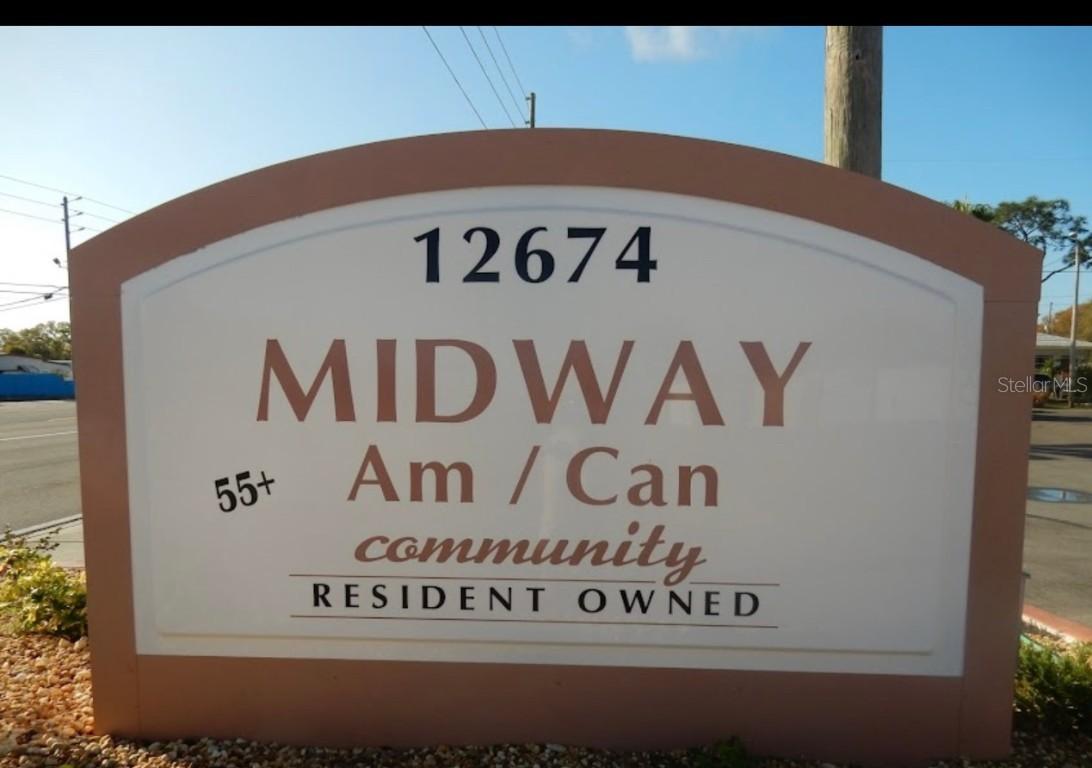 12674
MIDWAY
Am / Can
55+
community
RESIDENT OWNED
StellarMLS